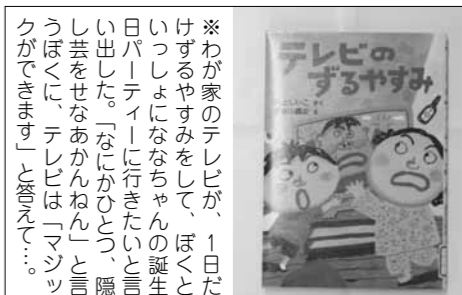 ※わが家のテレビが、1日だ
けずるやすみをして、ぼくと
いっしょにななちゃんの誕生
日パーティーに行きたいと言
い出した。「なにかひとつ、隠
し芸をせなあかんねん」と言
うぼくに、テレビは「マジッ
クができます」と答えて…。
テレビの
ずるやすみ